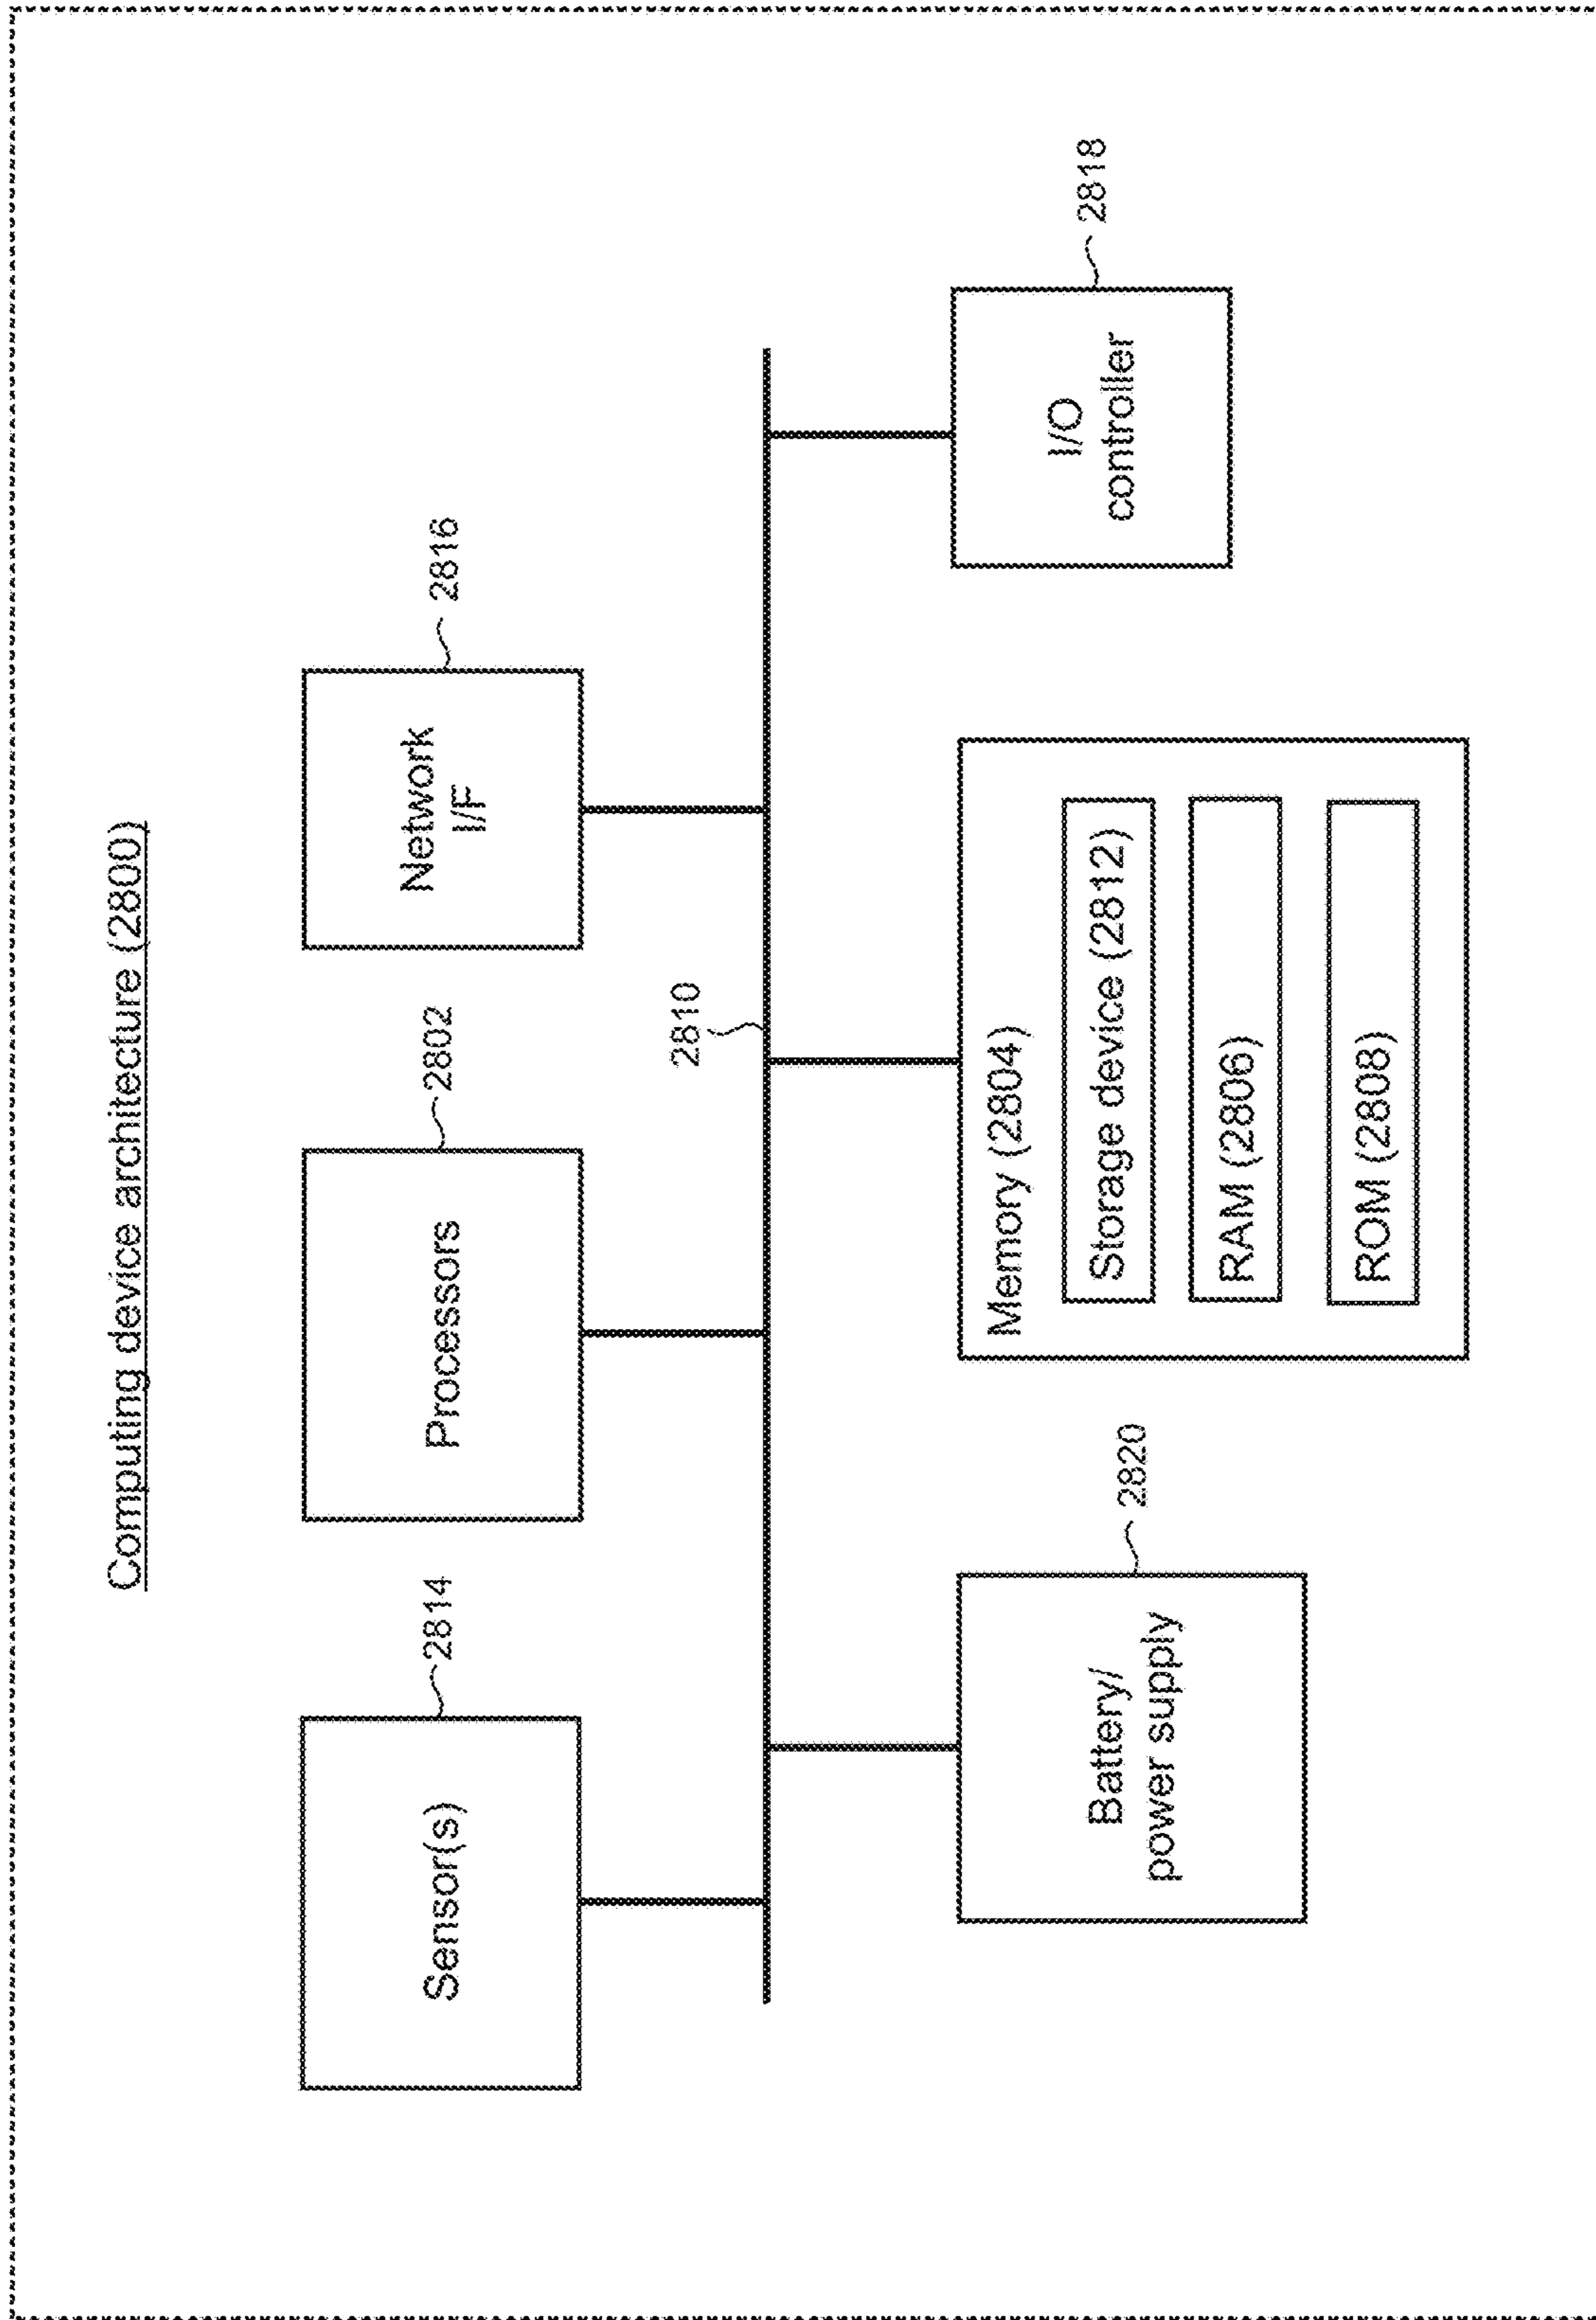 Computing device architecture (2800)
2814
2802
2816
Sensor(s)
Processors
Network
I/F
2810
2820
2818
Battery/
power supply
Memory (2804)
Storage device (2812)
RAM (2806)
ROM (2808)
I/O
controller